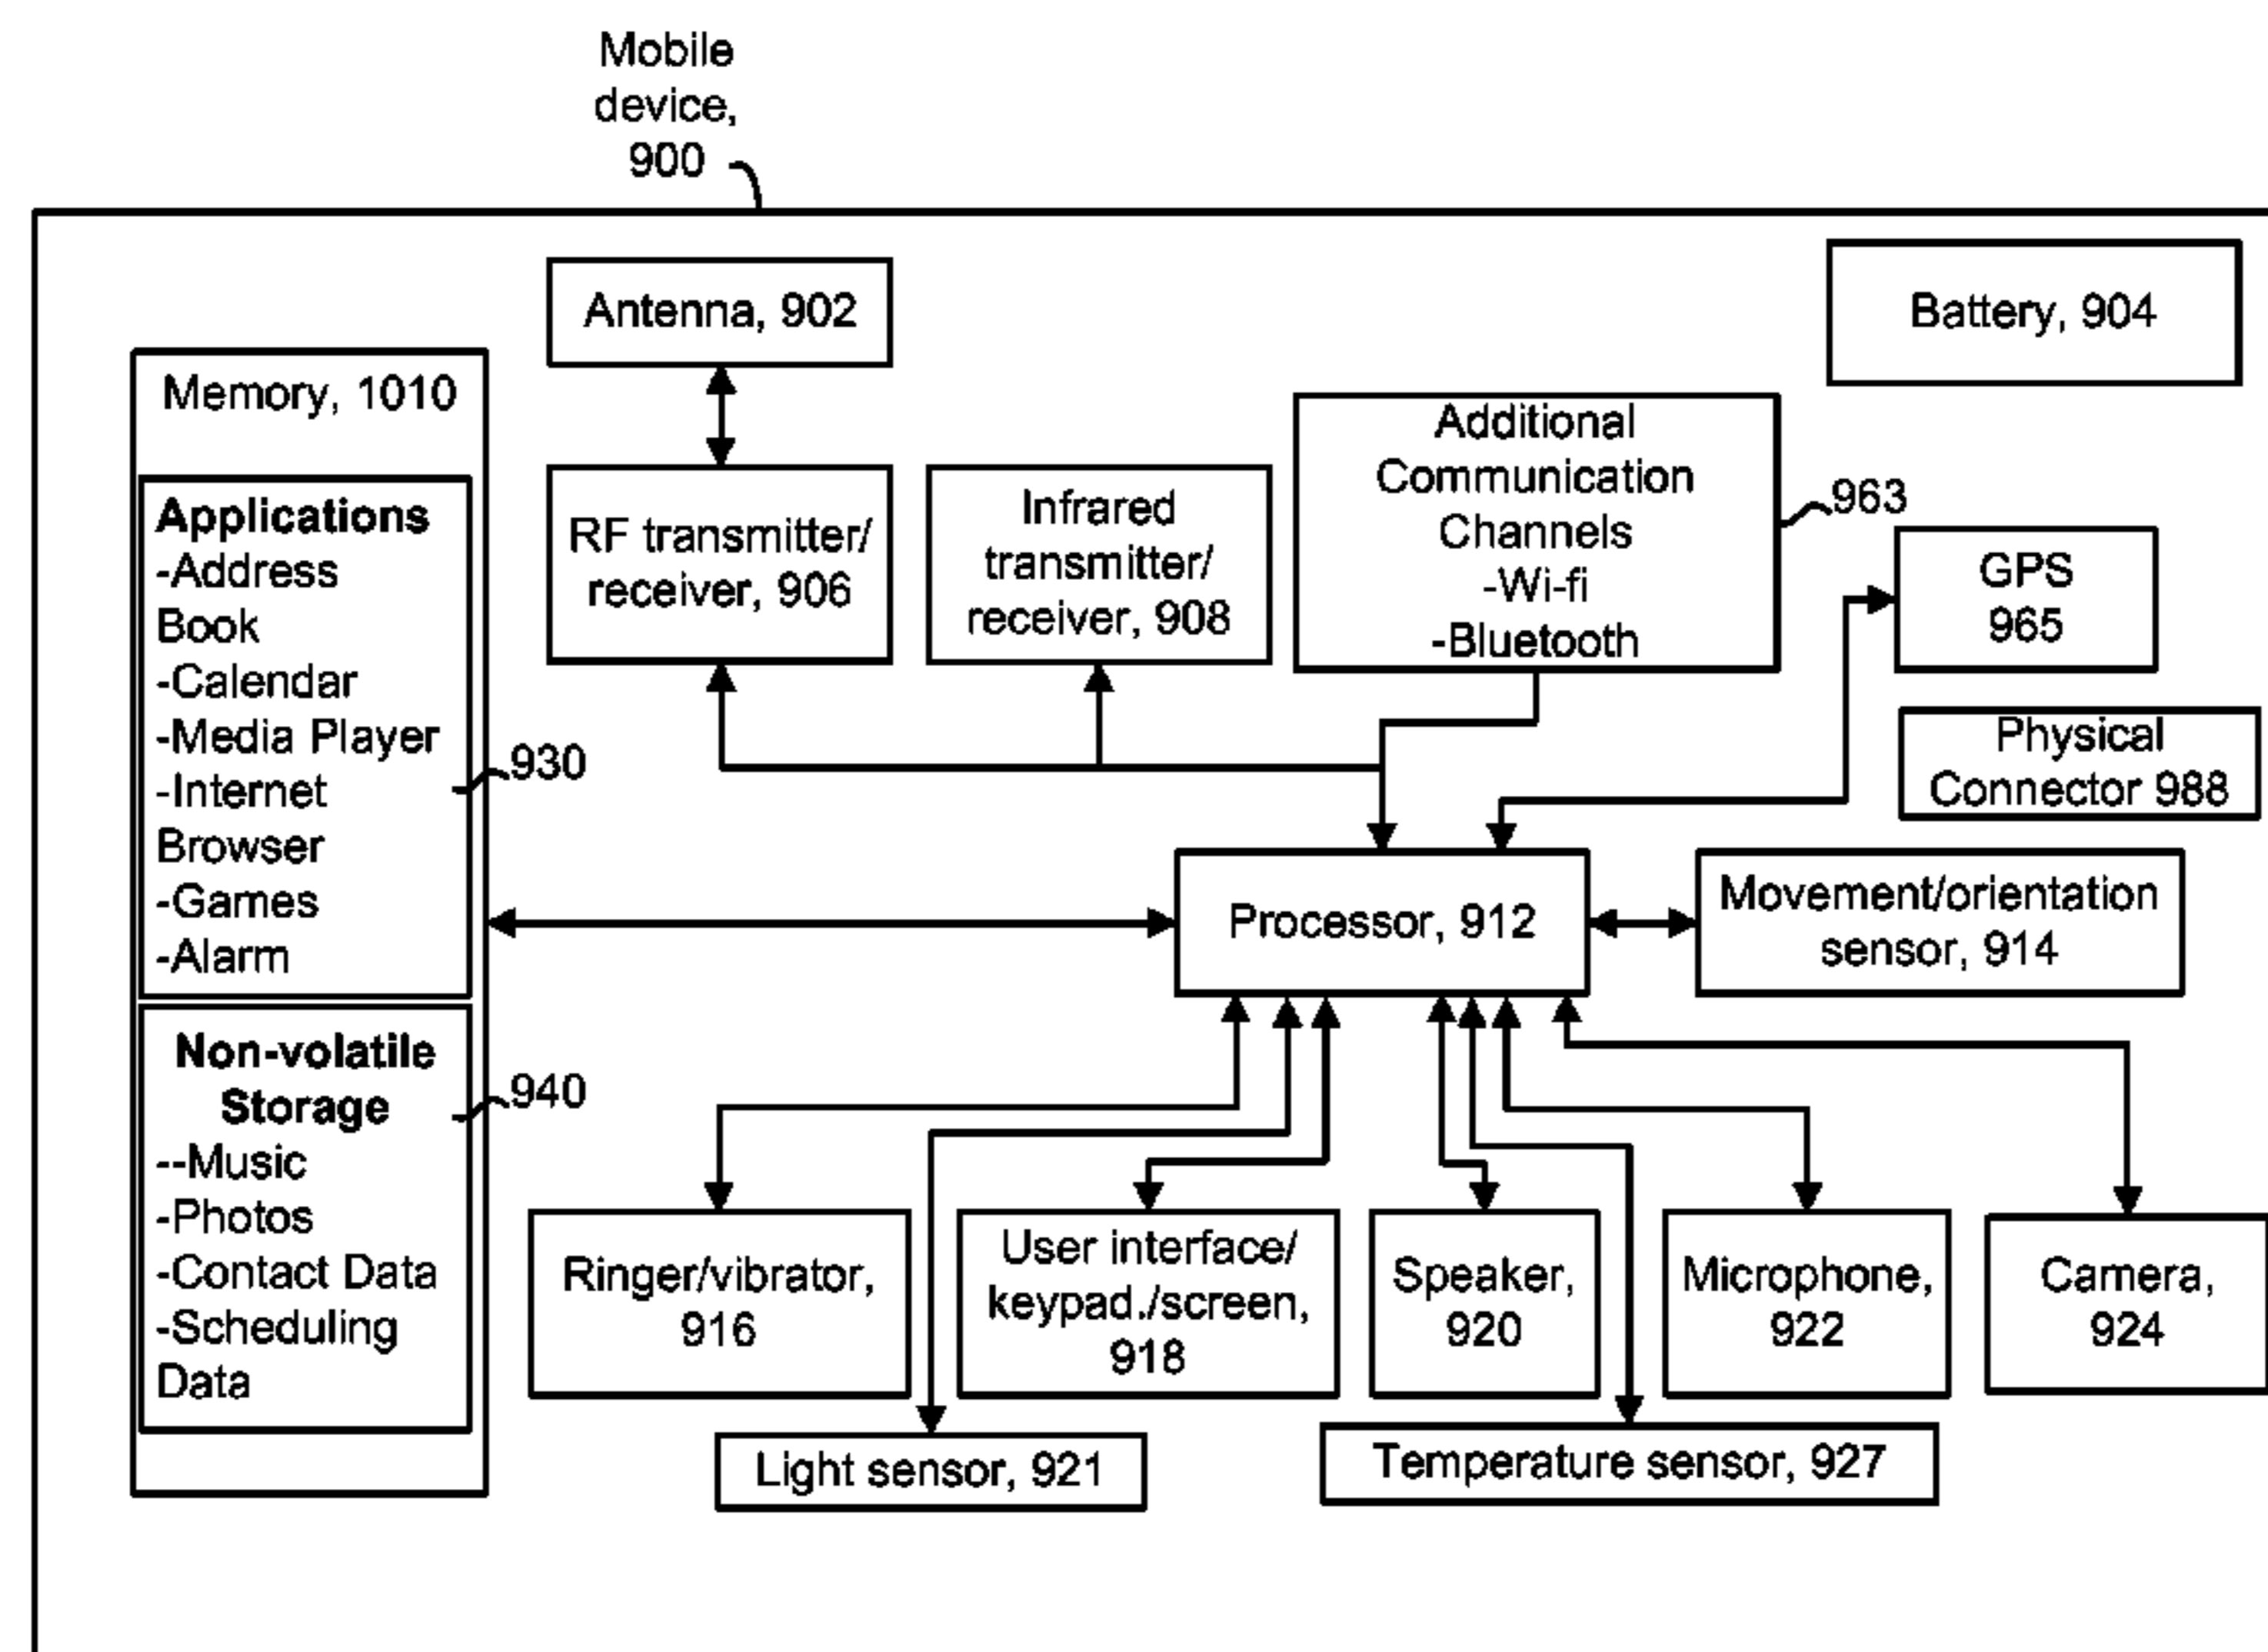 Mobile
device,
900
Antenna, 902
Battery, 904
Memory, 1010
Applications
-Address
Book
-Calendar
-Media Player
-Internet
Browser
-Games
-Alarm
930
Non-volatile
Storage
--Music
-Photos
-Contact Data
-Scheduling
Data
940
RF transmitter/
receiver, 906
Infrared
transmitter/
receiver, 908
Additional
Communication
Channels
-Wi-fi
-Bluetooth
963
GPS
965
Physical
Connector 988
Processor, 912
Movement/orientation
sensor, 914
Ringer/vibrator,
916
User interface/
keypad./screen,
918
Speaker,
920
Microphone,
922
Camera,
924
Light sensor, 921
Temperature sensor, 927